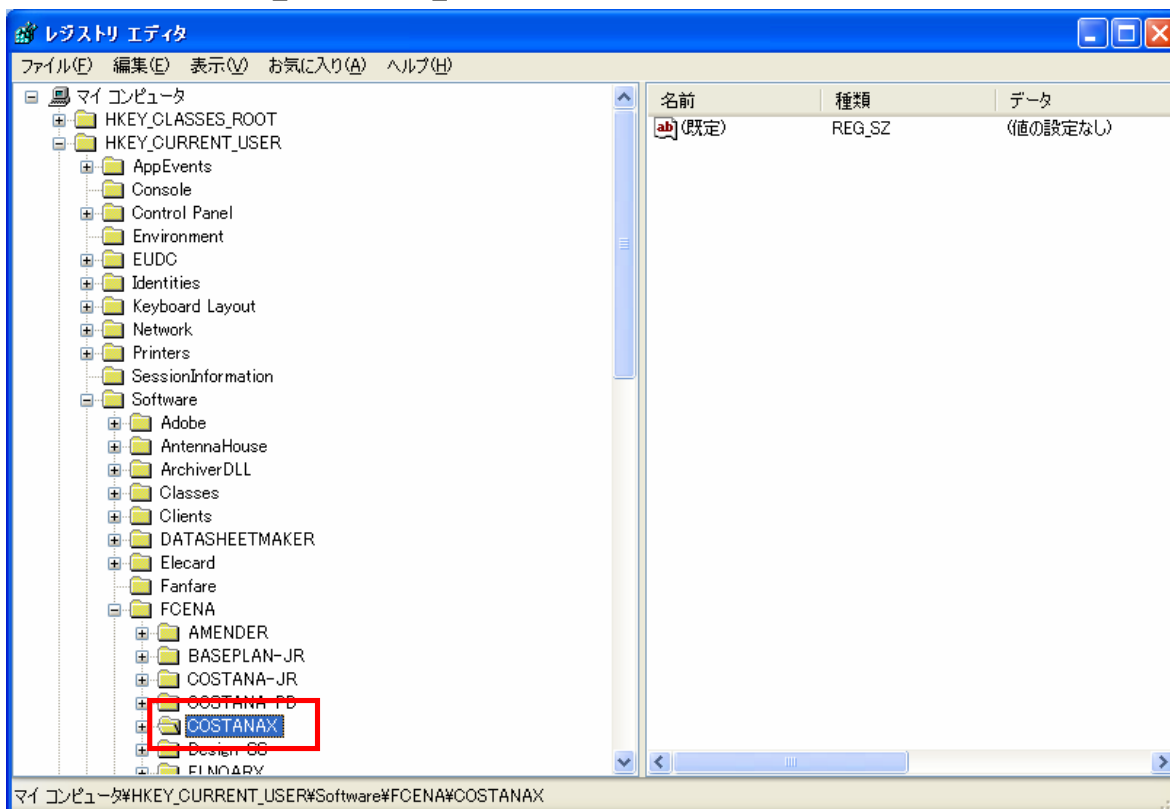 レジストリ エディタ
ファイル(F) 編集(E) 表示(V) お気に入り(A) ヘルプ(H)
マイ コンピュータ
HKEY_CLASSES_ROOT
HKEY_CURRENT_USER
AppEvents
Console
Control Panel
Environment
EUDC
Identities
Keyboard Layout
Network
Printers
SessionInformation
Software
Adobe
AntennaHouse
ArchiverDLL
Classes
Clients
DATASHEETMAKER
Elecard
Fanfare
FCENA
AMENDER
BASEPLAN-JR
COSTANA-JR
COSTANA-PD
COSTANAX
Design-GS
名前 種類 データ
(既定) REG_SZ (値の設定なし)
マイ コンピュータ¥HKEY_CURRENT_USER¥Software¥FCENA¥COSTANAX